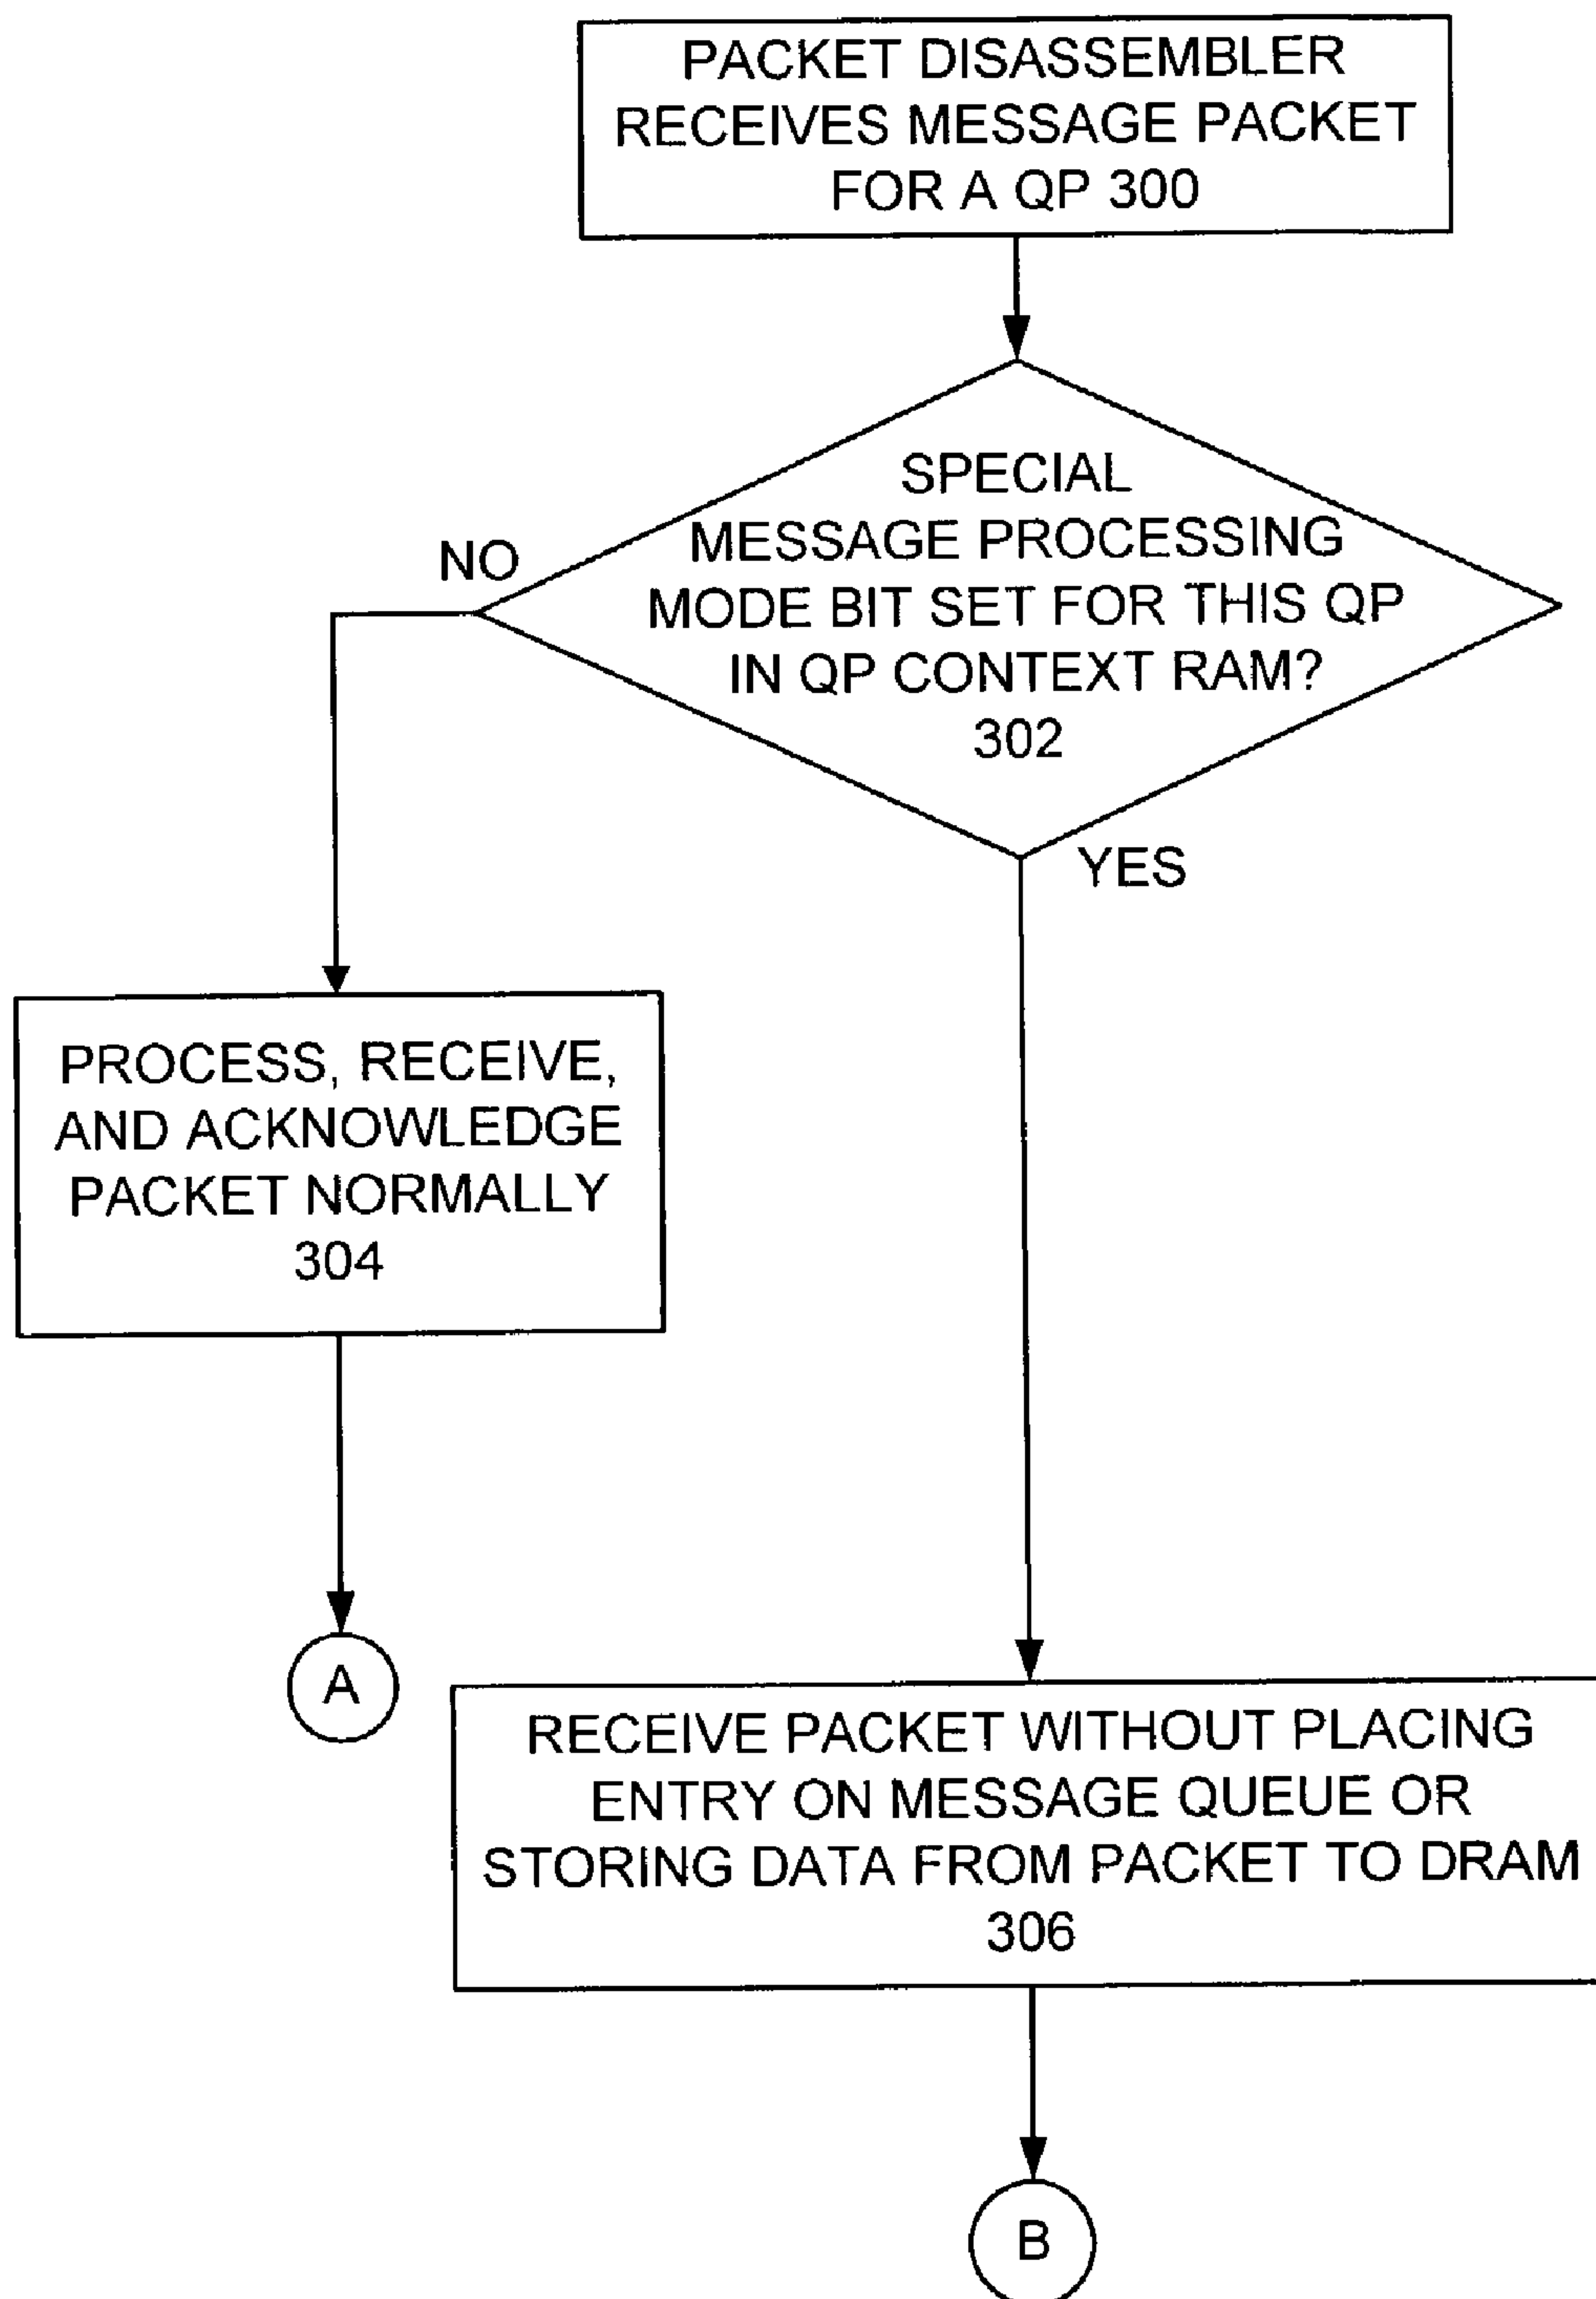 PACKET DISASSEMBLER
RECEIVES MESSAGE PACKET
FOR A QP 300
SPECIAL
MESSAGE PROCESSING
MODE BIT SET FOR THIS QP
IN QP CONTEXT RAM?
302
NO
YES
PROCESS, RECEIVE,
AND ACKNOWLEDGE
PACKET NORMALLY
304
A
RECEIVE PACKET WITHOUT PLACING
ENTRY ON MESSAGE QUEUE OR
STORING DATA FROM PACKET TO DRAM
306
B